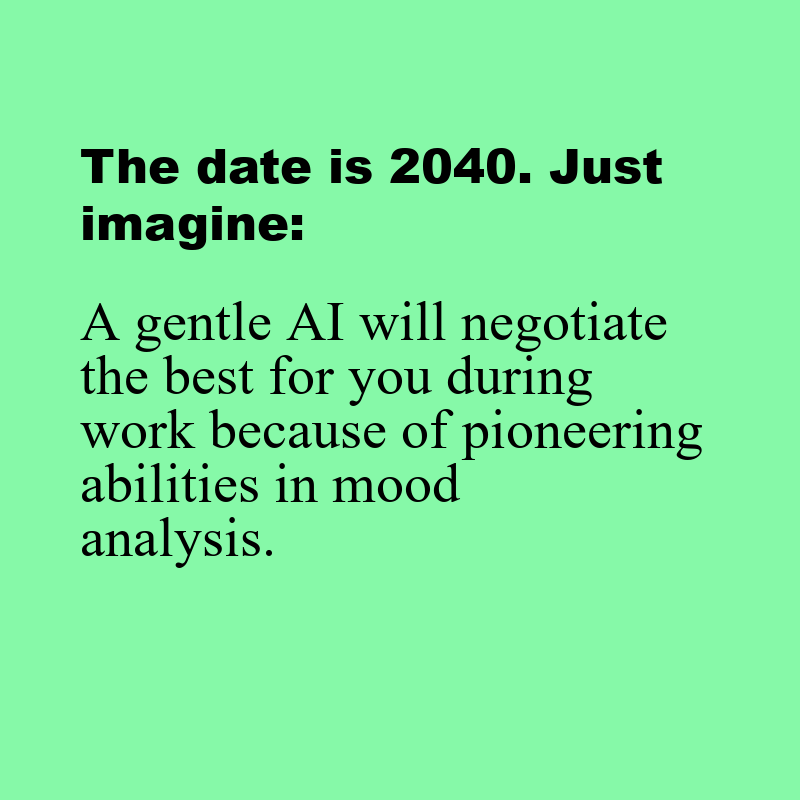 The date is 2040. Just
imagine:
A gentle AI will negotiate
the best for you during
work because of pioneering
abilities in mood
analysis.